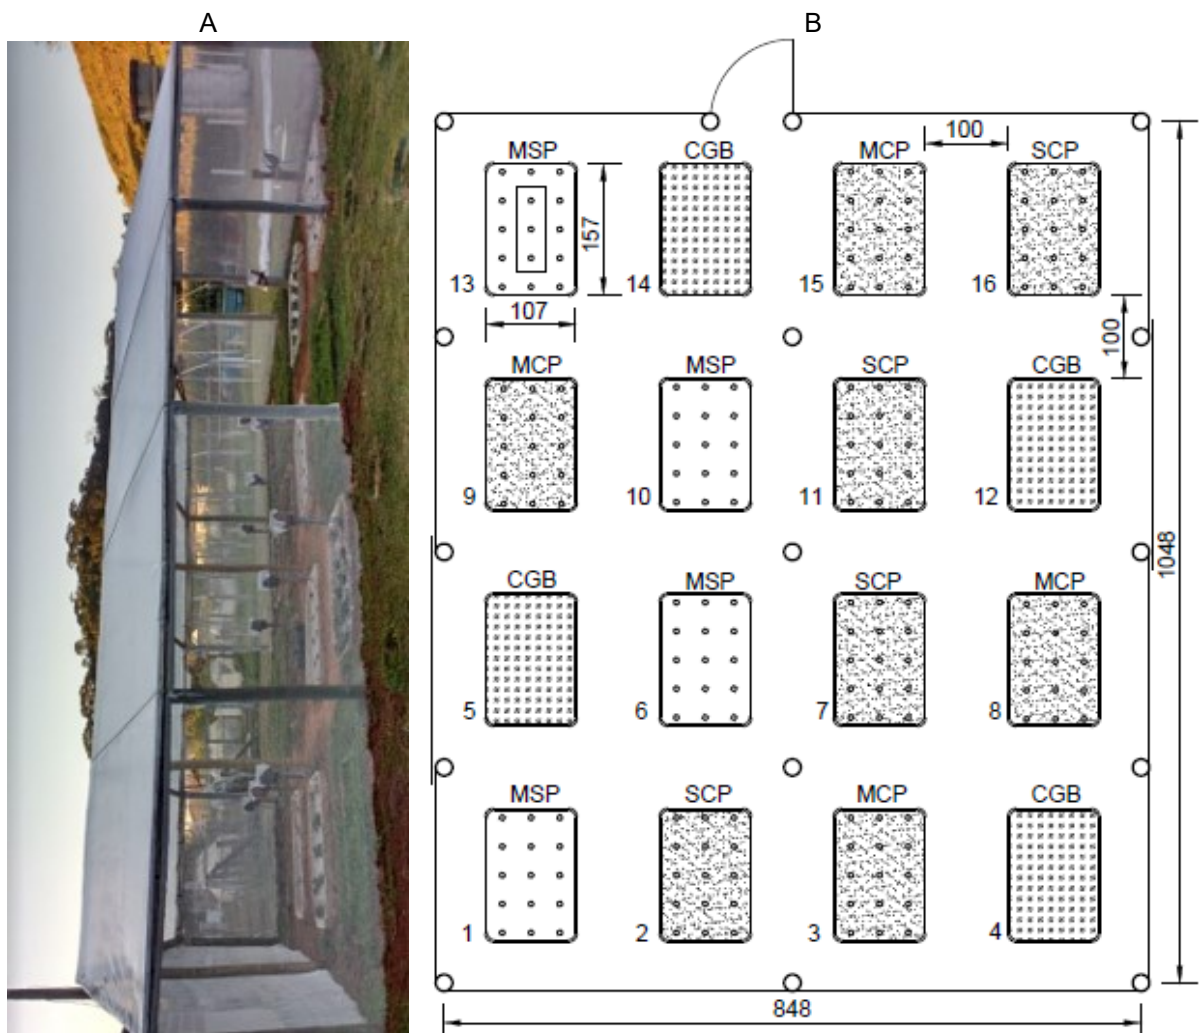 A
B
MSP CGB MCP 100 SCP
157
13 14 15 16
107
100
MCP MSP SCP CGB
9 10 11 12
1048
CGB MSP SCP MCP
5 6 7 8
MSP SCP MCP CGB
1 2 3 4
848